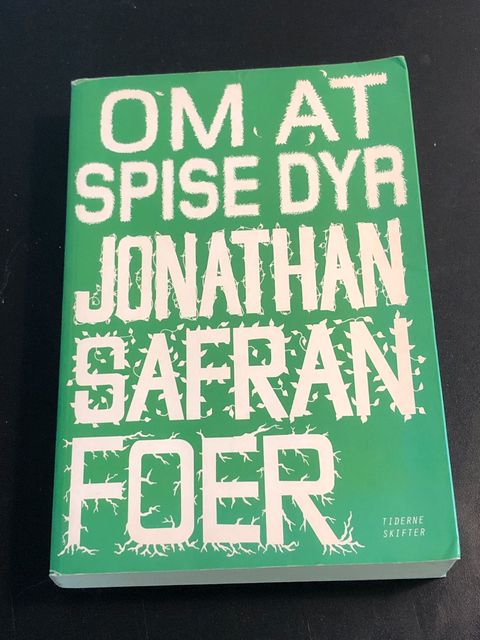 OM AT
SPISE DYR
JONATHAN
SAFRAN
FOER
TIDERNE
SKIFTER